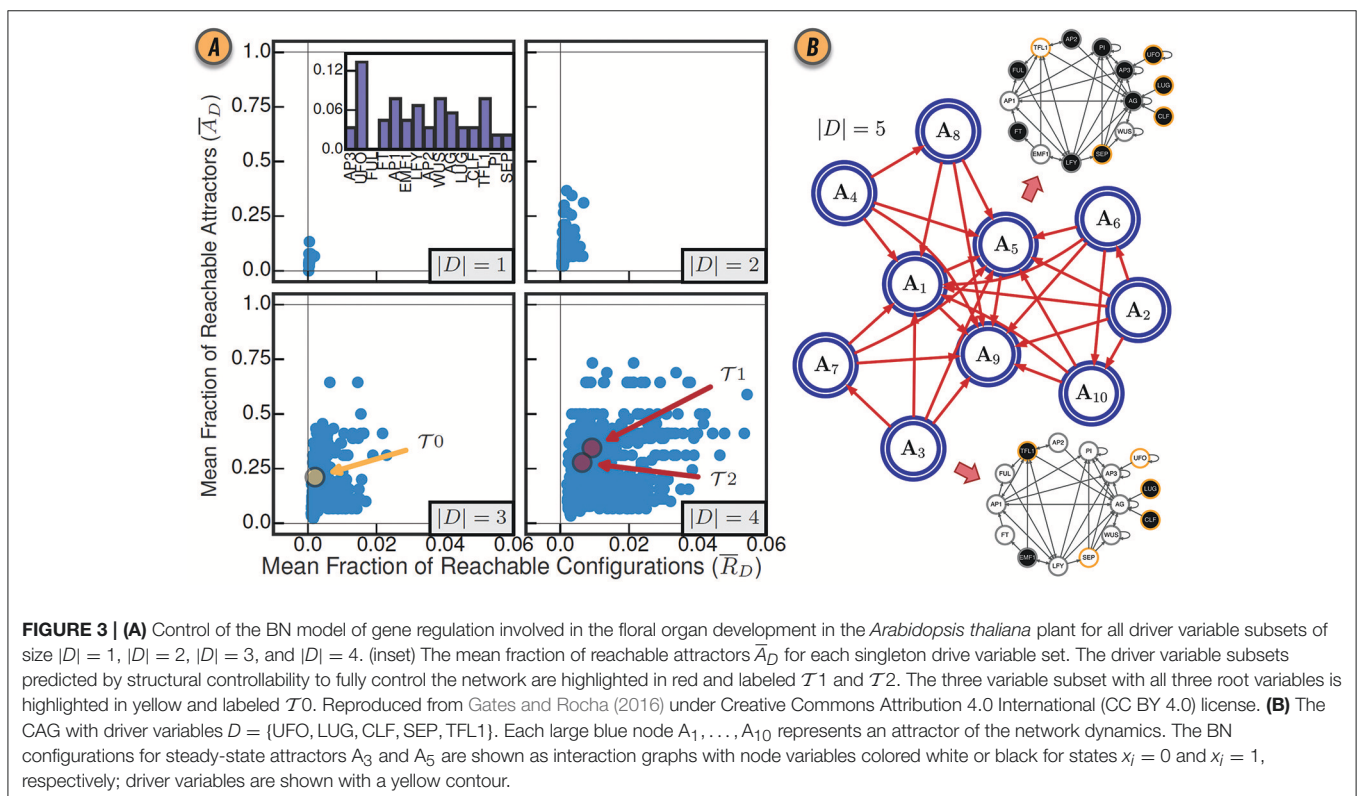 A
1.0
0.75
0.5
0.25
0.0
0.12
0.06
0.0
AP3
UFO
FUL
FT
AP1
EMF1
LFY
AP2
WUS
AG
LUG
CLF
TFL1
PI
SEP
|D| = 1
|D| = 2
1.0
0.75
0.5
0.25
0.0
T0
|D| = 3
T1
T2
|D| = 4
0.0 0.02 0.04 0.06 0.0 0.02 0.04 0.06
Mean Fraction of Reachable Attractors (A̅_D)
Mean Fraction of Reachable Configurations (R̅_D)
B
|D| = 5
AP2
PI
TFL1
UFO
FUL
AP3
LUG
AP1
AG
CLF
FT
WUS
EMF1
SEP
LFY
A8
A4
A6
A5
A1
A2
A9
A7
A10
A3
AP2
TFL1
PI
UFO
FUL
AP3
LUG
AP1
AG
CLF
FT
WUS
EMF1
SEP
LFY
FIGURE 3 | (A) Control of the BN model of gene regulation involved in the floral organ development in the Arabidopsis thaliana plant for all driver variable subsets of
size |D| = 1, |D| = 2, |D| = 3, and |D| = 4. (inset) The mean fraction of reachable attractors A̅_D for each singleton drive variable set. The driver variable subsets
predicted by structural controllability to fully control the network are highlighted in red and labeled T1 and T2. The three variable subset with all three root variables is
highlighted in yellow and labeled T0. Reproduced from Gates and Rocha (2016) under Creative Commons Attribution 4.0 International (CC BY 4.0) license. (B) The
CAG with driver variables D = {UFO, LUG, CLF, SEP, TFL1}. Each large blue node A1, . . . , A10 represents an attractor of the network dynamics. The BN
configurations for steady-state attractors A3 and A5 are shown as interaction graphs with node variables colored white or black for states xi = 0 and xi = 1,
respectively; driver variables are shown with a yellow contour.